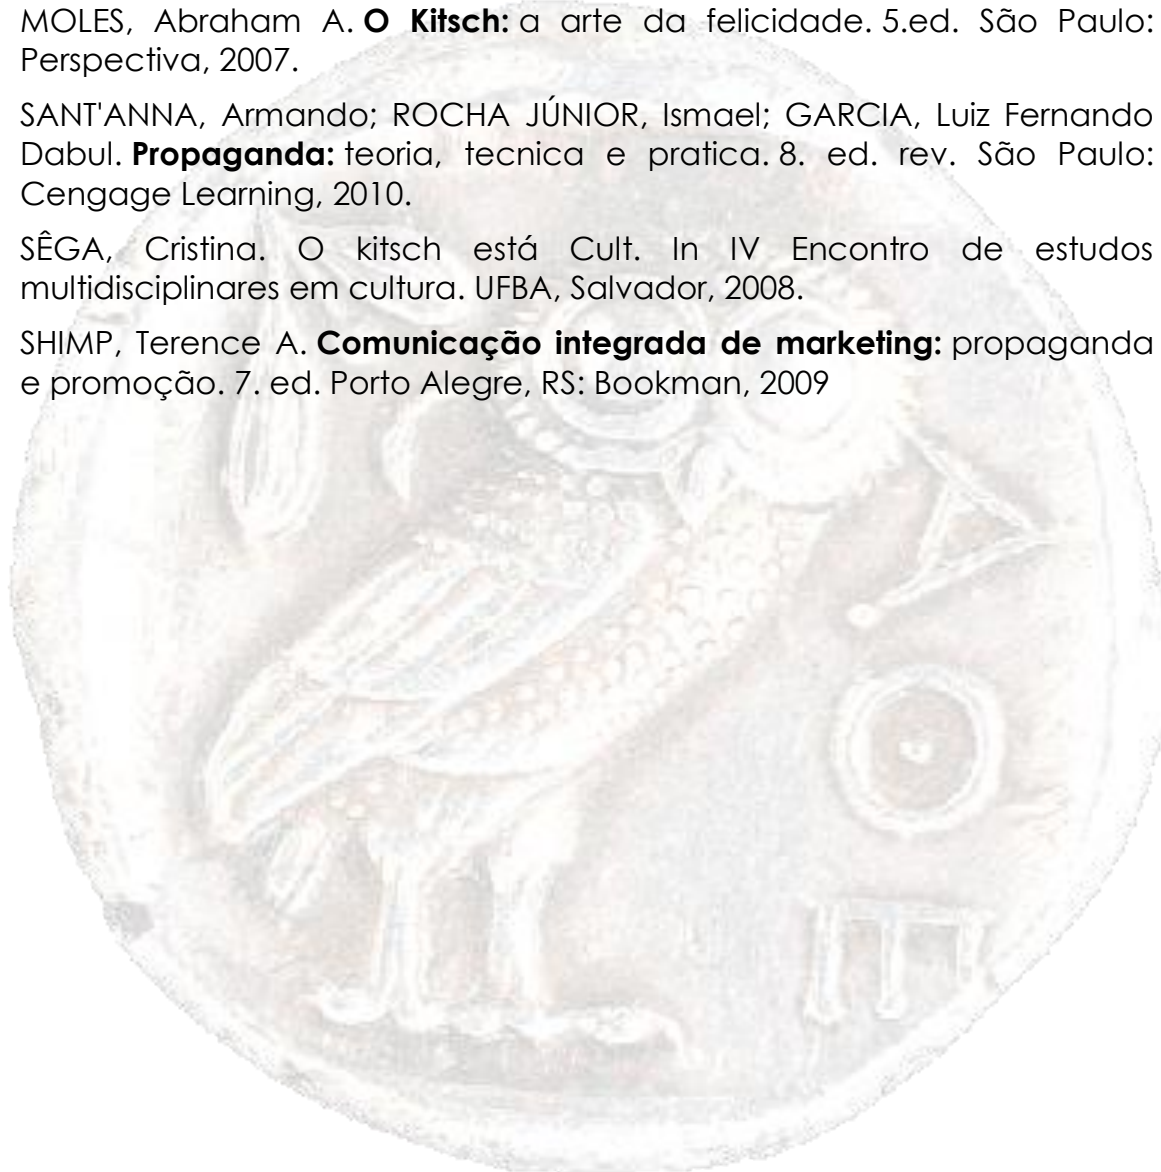 MOLES, Abraham A. O Kitsch: a arte da felicidade. 5.ed. São Paulo:
Perspectiva, 2007.
SANT'ANNA, Armando; ROCHA JÚNIOR, Ismael; GARCIA, Luiz Fernando
Dabul. Propaganda: teoria, tecnica e pratica. 8. ed. rev. São Paulo:
Cengage Learning, 2010.
SÊGA, Cristina. O kitsch está Cult. In IV Encontro de estudos
multidisciplinares em cultura. UFBA, Salvador, 2008.
SHIMP, Terence A. Comunicação integrada de marketing: propaganda
e promoção. 7. ed. Porto Alegre, RS: Bookman, 2009